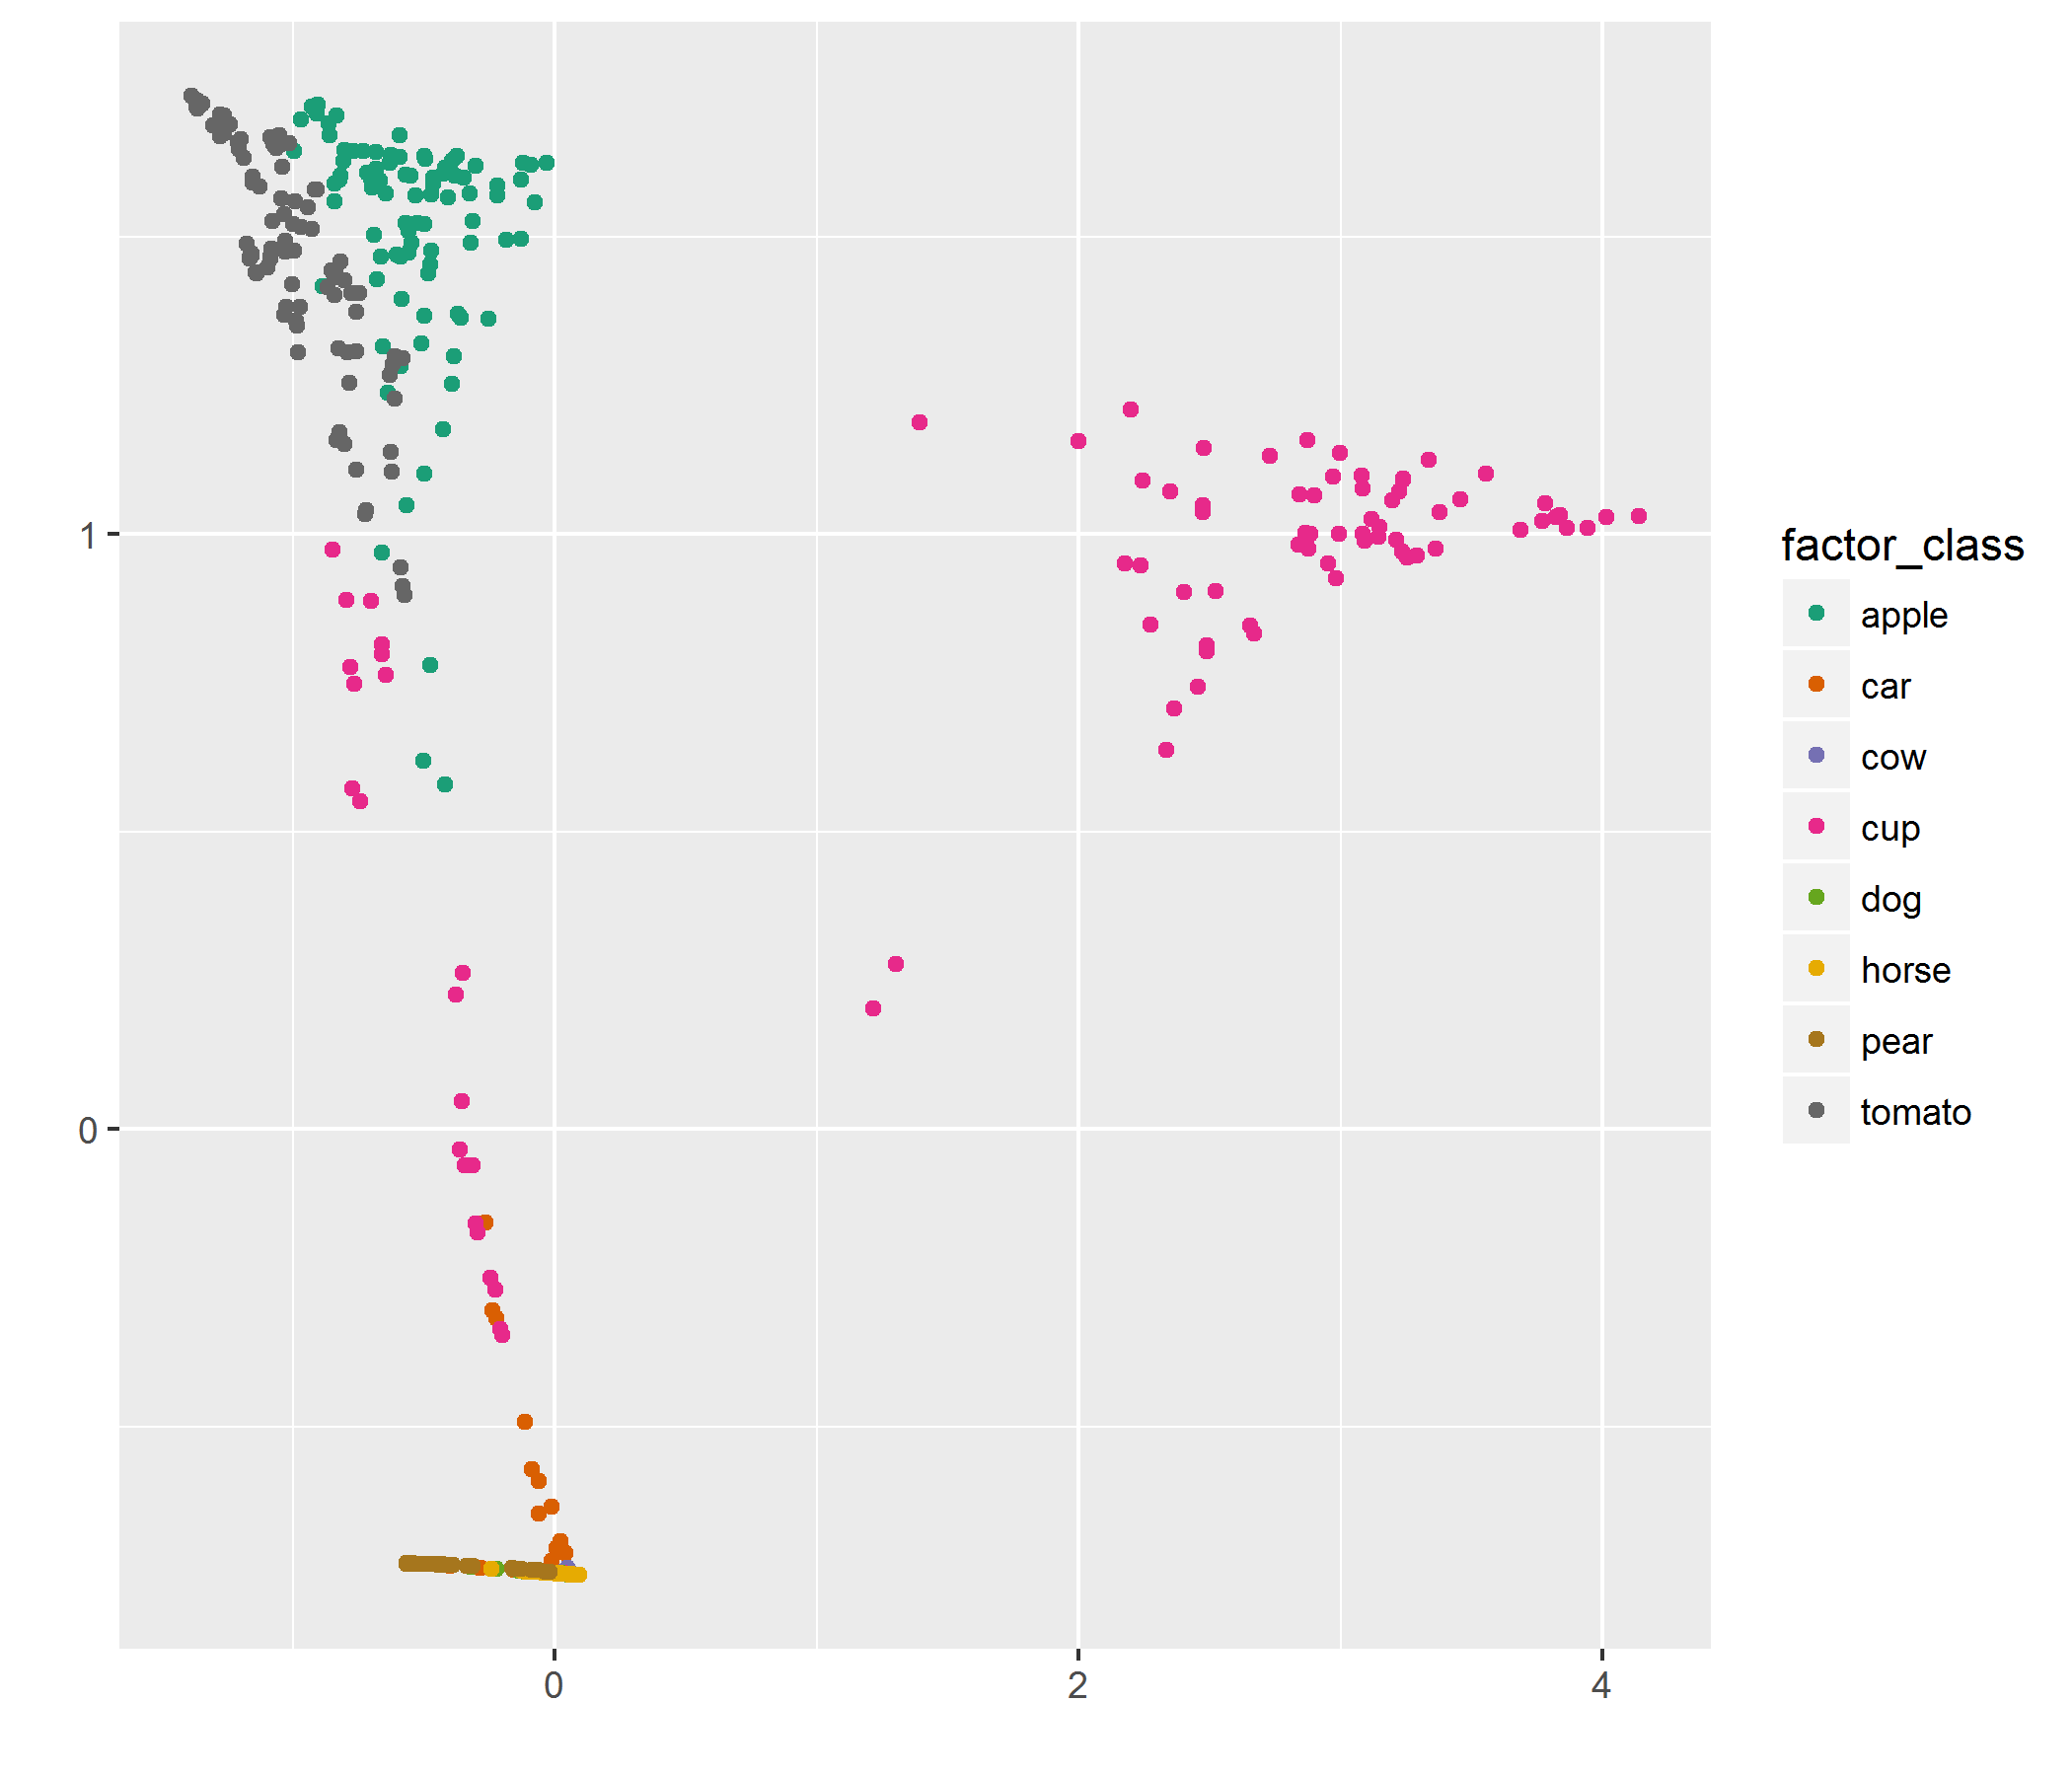 1
0
0 2 4
factor_class
apple
car
cow
cup
dog
horse
pear
tomato